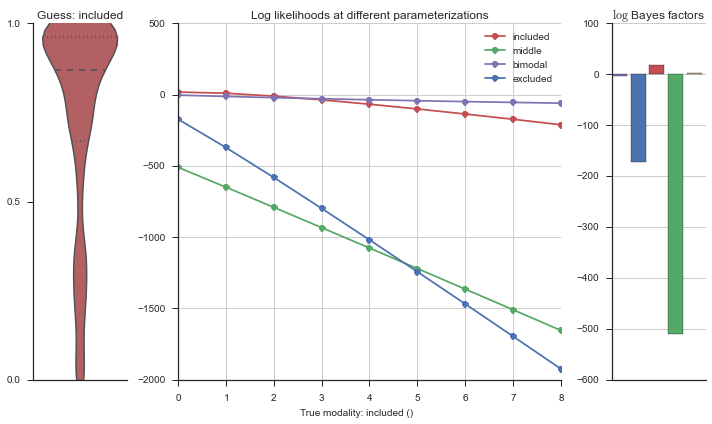 Guess: included
1.0
0.5
0.0
Log likelihoods at different parameterizations
included
middle
bimodal
excluded
500
0
−500
−1000
−1500
−2000
0 1 2 3 4 5 6 7 8
True modality: included ()
log Bayes factors
100
0
−100
−200
−300
−400
−500
−600